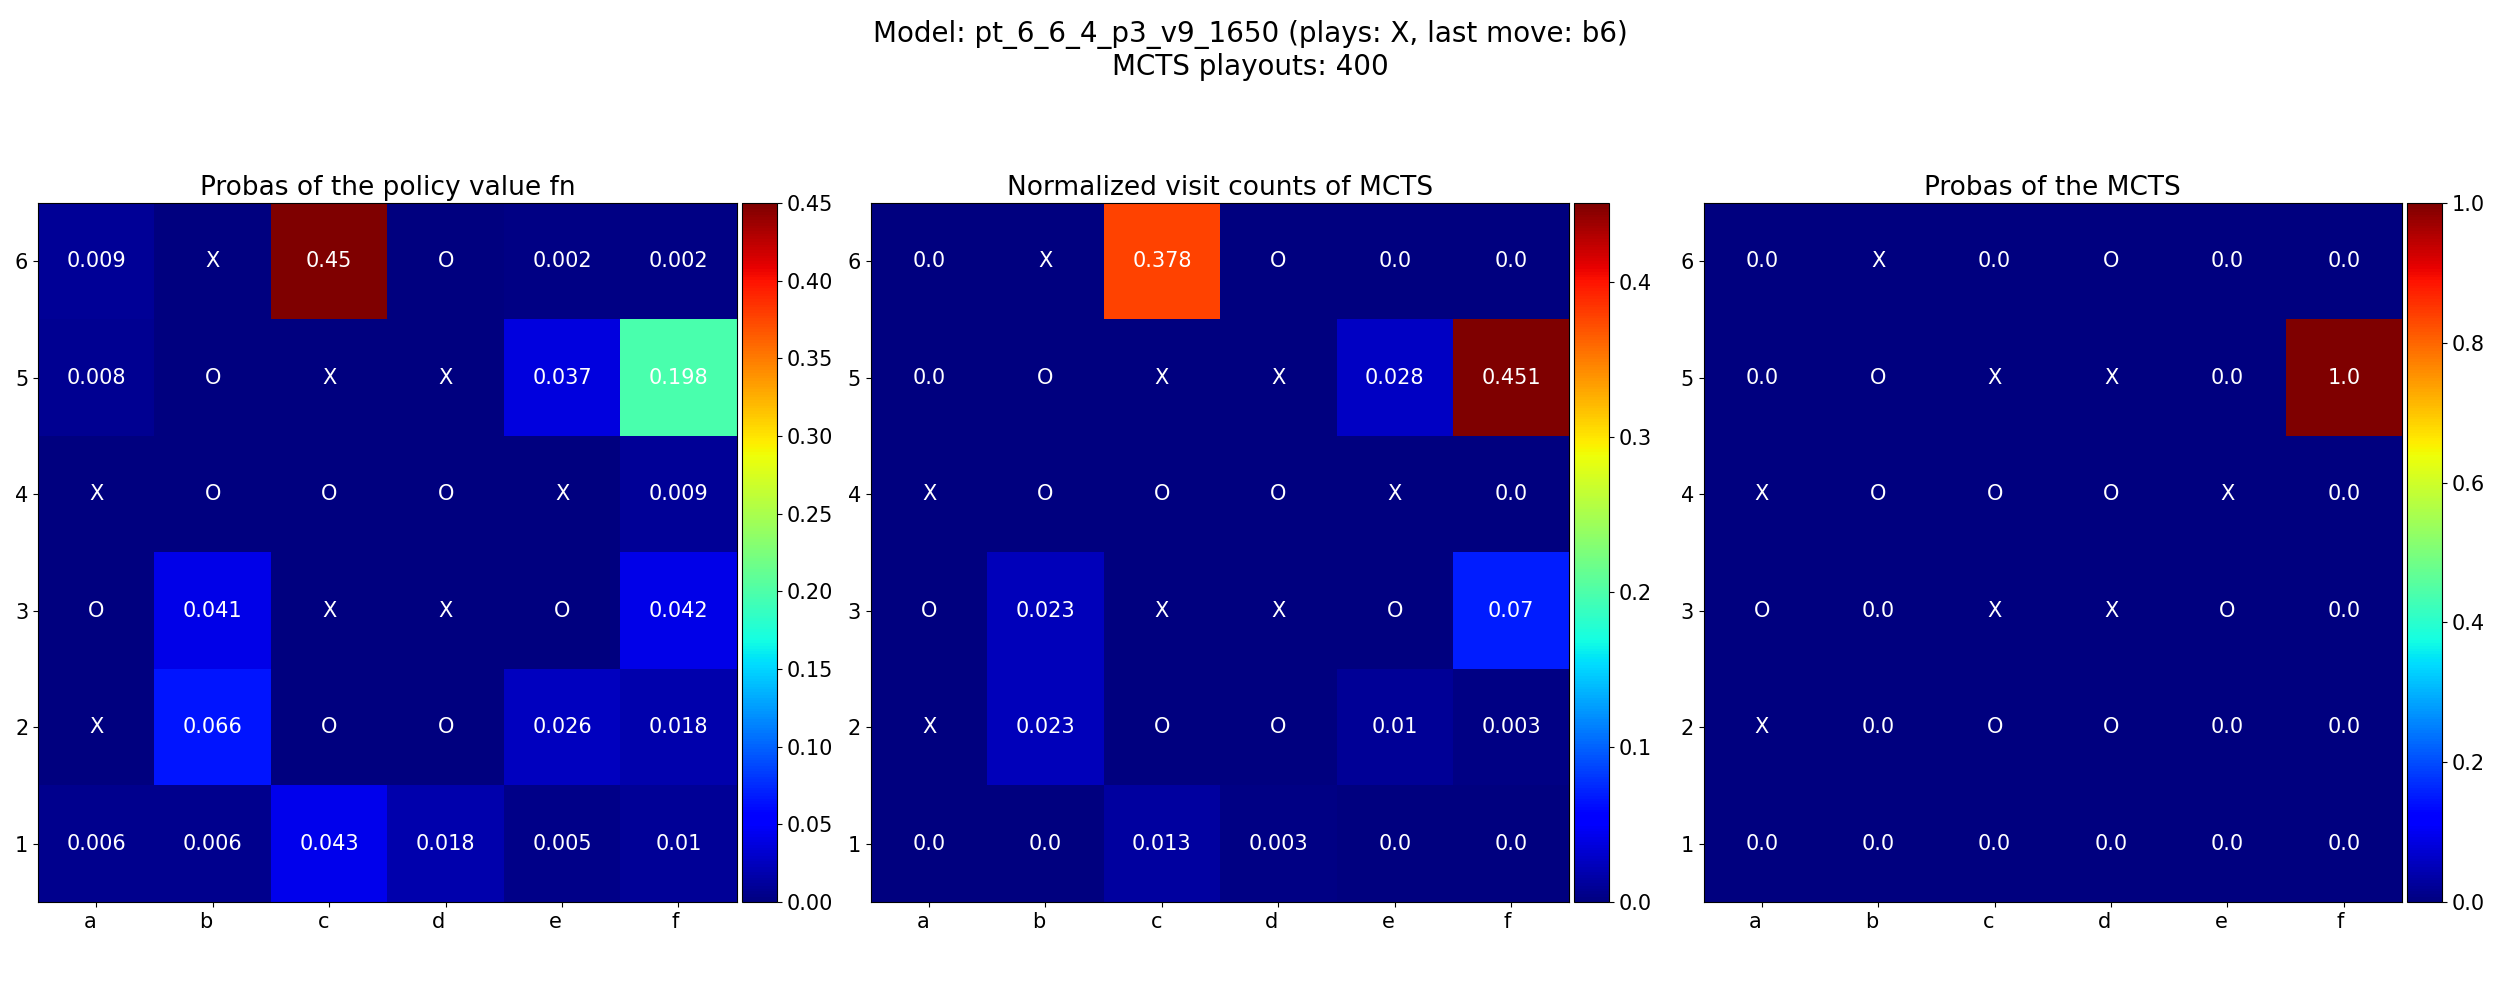 Model: pt_6_6_4_p3_v9_1650 (plays: X, last move: b6)
MCTS playouts: 400
Probas of the policy value fn
6 0.009 X 0.45 O 0.002 0.002
5 0.008 O X X 0.037 0.198
4 X O O O X 0.009
3 O 0.041 X X O 0.042
2 X 0.066 O O 0.026 0.018
1 0.006 0.006 0.043 0.018 0.005 0.01
a b c d e f
0.45
0.40
0.35
0.30
0.25
0.20
0.15
0.10
0.05
0.00
Normalized visit counts of MCTS
6 0.0 X 0.378 O 0.0 0.0
5 0.0 O X X 0.028 0.451
4 X O O O X 0.0
3 O 0.023 X X O 0.07
2 X 0.023 O O 0.01 0.003
1 0.0 0.0 0.013 0.003 0.0 0.0
a b c d e f
0.4
0.3
0.2
0.1
0.0
Probas of the MCTS
6 0.0 X 0.0 O 0.0 0.0
5 0.0 O X X 0.0 1.0
4 X O O O X 0.0
3 O 0.0 X X O 0.0
2 X 0.0 O O 0.0 0.0
1 0.0 0.0 0.0 0.0 0.0 0.0
a b c d e f
1.0
0.8
0.6
0.4
0.2
0.0